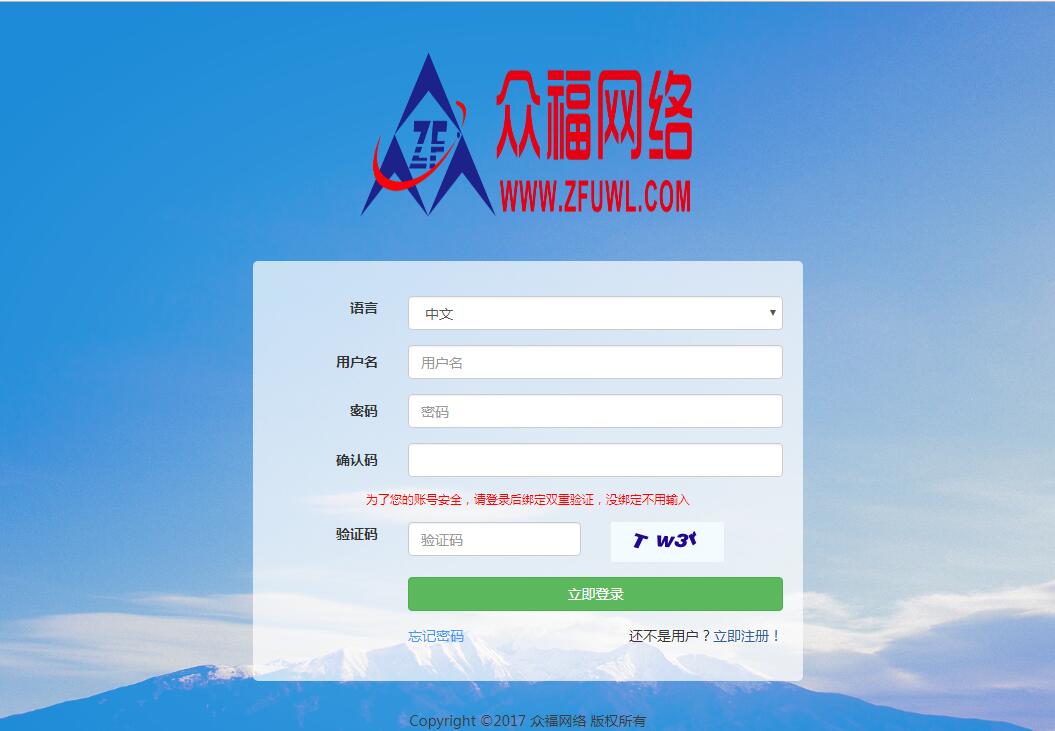 ZF
众福网络
WWW.ZFUWL.COM
语言
中文
用户名
用户名
密码
密码
确认码
为了您的账号安全，请登录后绑定双重验证，没绑定不用输入
验证码
验证码
T w3r
立即登录
忘记密码
还不是用户？立即注册！
Copyright ©2017 众福网络 版权所有